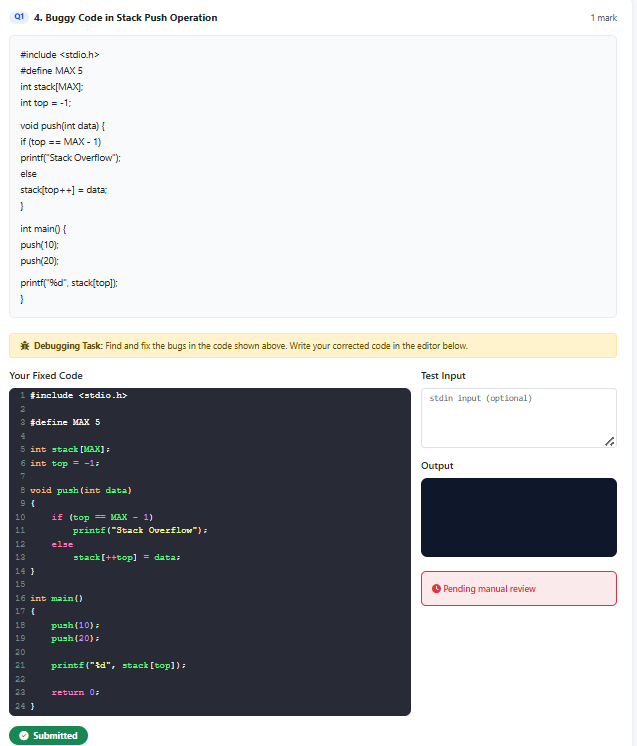 Q1 4. Buggy Code in Stack Push Operation 1 mark
#include <stdio.h>
#define MAX 5
int stack[MAX];
int top = -1;
void push(int data) {
if (top == MAX - 1)
printf("Stack Overflow");
else
stack[top++] = data;
}
int main() {
push(10);
push(20);
printf("%d", stack[top]);
}
Debugging Task: Find and fix the bugs in the code shown above. Write your corrected code in the editor below.
Your Fixed Code
1 #include <stdio.h>
2
3 #define MAX 5
4
5 int stack[MAX];
6 int top = -1;
7
8 void push(int data)
9 {
10 if (top == MAX - 1)
11 printf("Stack Overflow");
12 else
13 stack[++top] = data;
14 }
15
16 int main()
17 {
18 push(10);
19 push(20);
20
21 printf("%d", stack[top]);
22
23 return 0;
24 }
Submitted
Test Input
stdin input (optional)
Output
Pending manual review